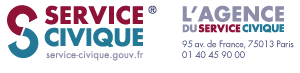 SERVICE®
CIVIQUE
service-civique.gouv.fr
L'AGENCE
DU SERVICE CIVIQUE
95 av. de France, 75013 Paris
01 40 45 90 00